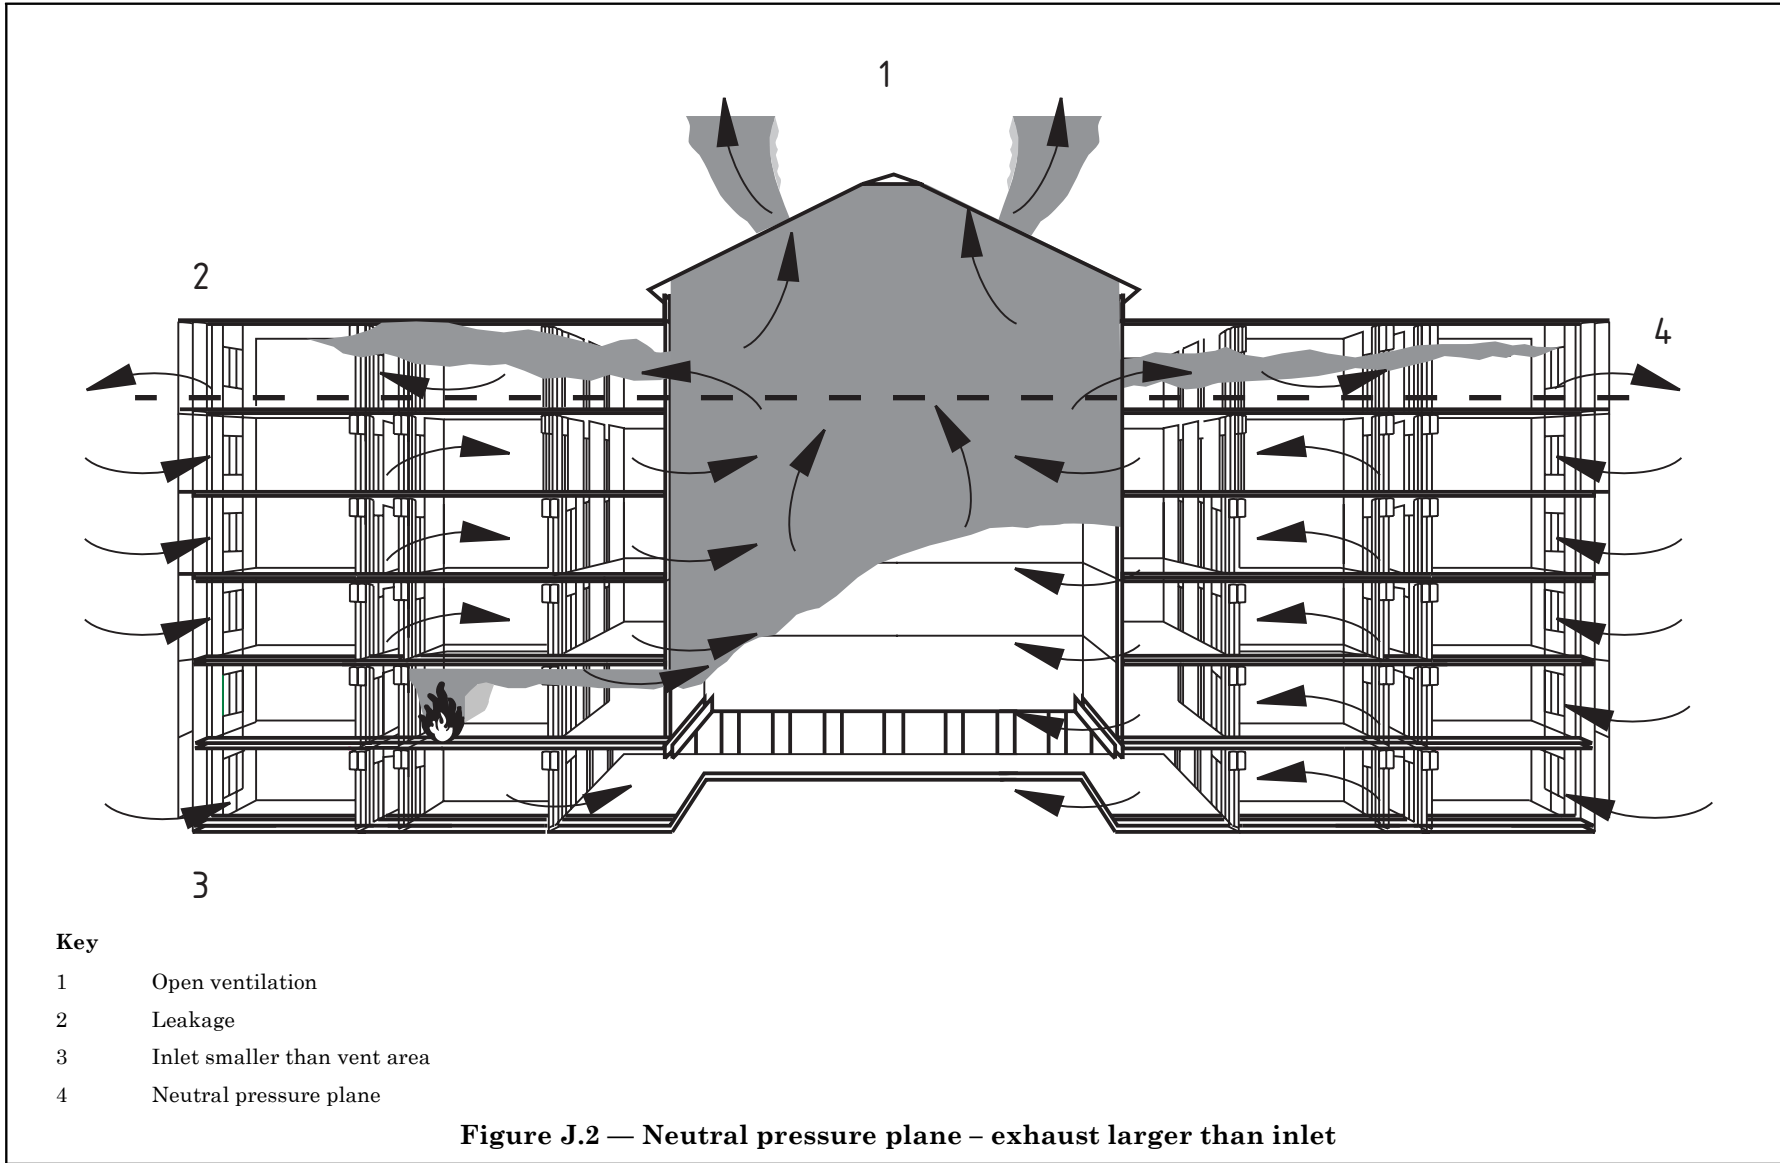 1
2
4
3
Key
1 Open ventilation
2 Leakage
3 Inlet smaller than vent area
4 Neutral pressure plane
Figure J.2 — Neutral pressure plane – exhaust larger than inlet